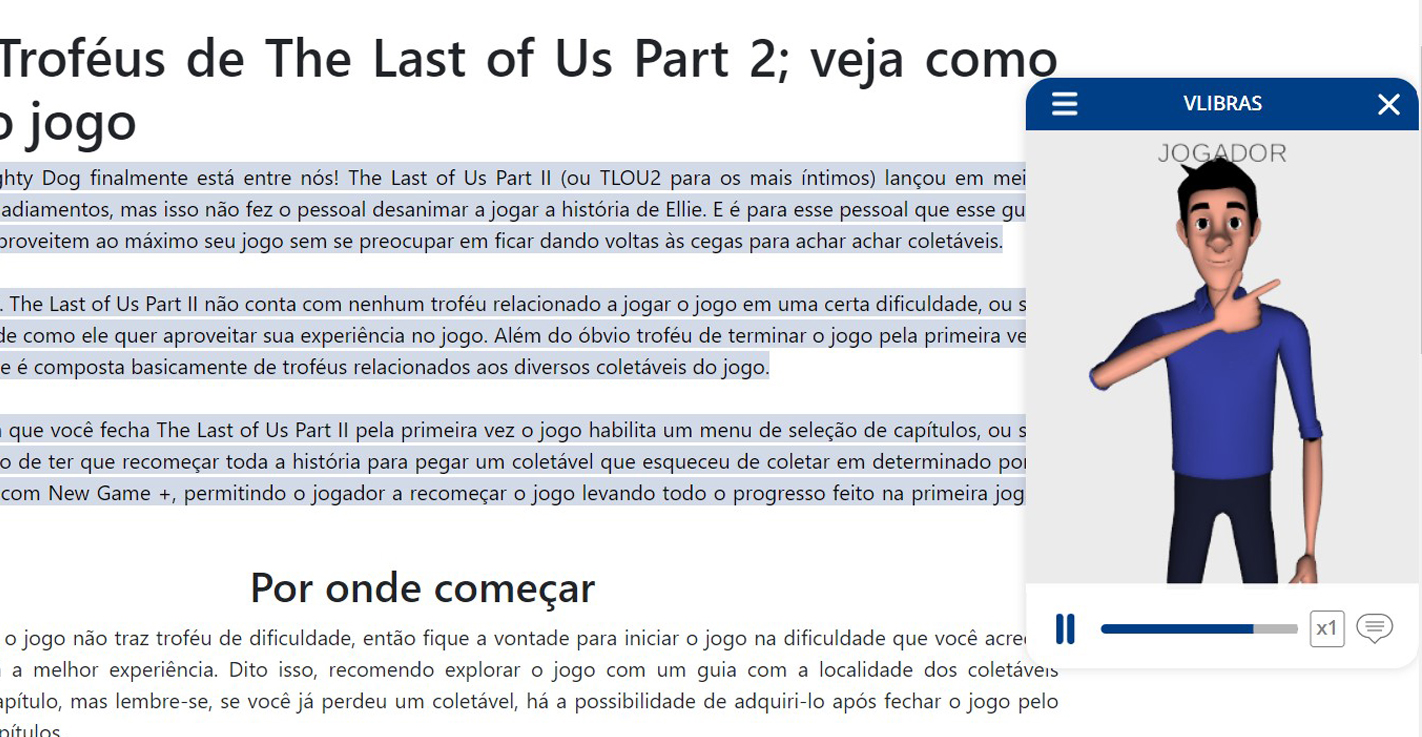 Troféus de The Last of Us Part 2; veja como
o jogo
ghty Dog finalmente está entre nós! The Last of Us Part II (ou TLOU2 para os mais íntimos) lançou em mei
adiamentos, mas isso não fez o pessoal desanimar a jogar a história de Ellie. E é para esse pessoal que esse gu
proveitem ao máximo seu jogo sem se preocupar em ficar dando voltas às cegas para achar achar coletáveis.
. The Last of Us Part II não conta com nenhum troféu relacionado a jogar o jogo em uma certa dificuldade, ou s
de como ele quer aproveitar sua experiência no jogo. Além do óbvio troféu de terminar o jogo pela primeira ve
e é composta basicamente de troféus relacionados aos diversos coletáveis do jogo.
que você fecha The Last of Us Part II pela primeira vez o jogo habilita um menu de seleção de capítulos, ou s
o de ter que recomeçar toda a história para pegar um coletável que esqueceu de coletar em determinado pon
com New Game +, permitindo o jogador a recomeçar o jogo levando todo o progresso feito na primeira jog
Por onde começar
o jogo não traz troféu de dificuldade, então fique a vontade para iniciar o jogo na dificuldade que você acre
a melhor experiência. Dito isso, recomendo explorar o jogo com um guia com a localidade dos coletáveis
apítulo, mas lembre-se, se você já perdeu um coletável, há a possibilidade de adquiri-lo após fechar o jogo pelo
pítulos.
VLIBRAS
JOGADOR
x1